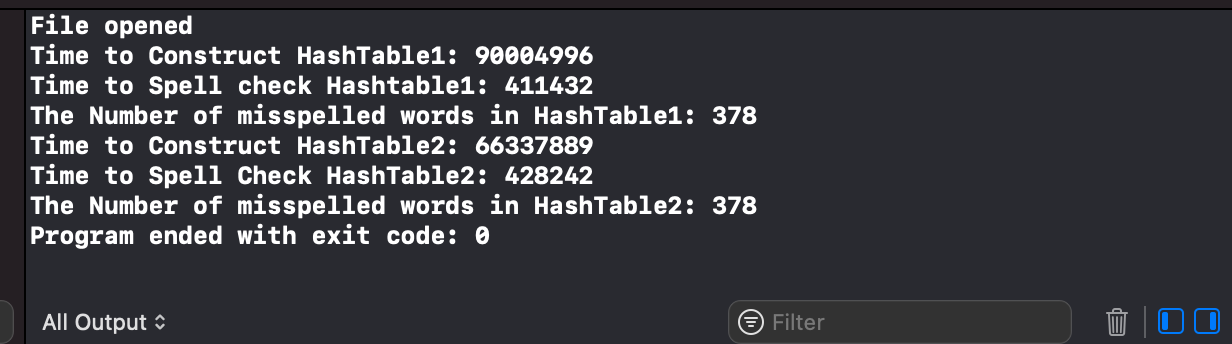 File opened
Time to Construct HashTable1: 90004996
Time to Spell check Hashtable1: 411432
The Number of misspelled words in HashTable1: 378
Time to Construct HashTable2: 66337889
Time to Spell Check HashTable2: 428242
The Number of misspelled words in HashTable2: 378
Program ended with exit code: 0
All Output
Filter